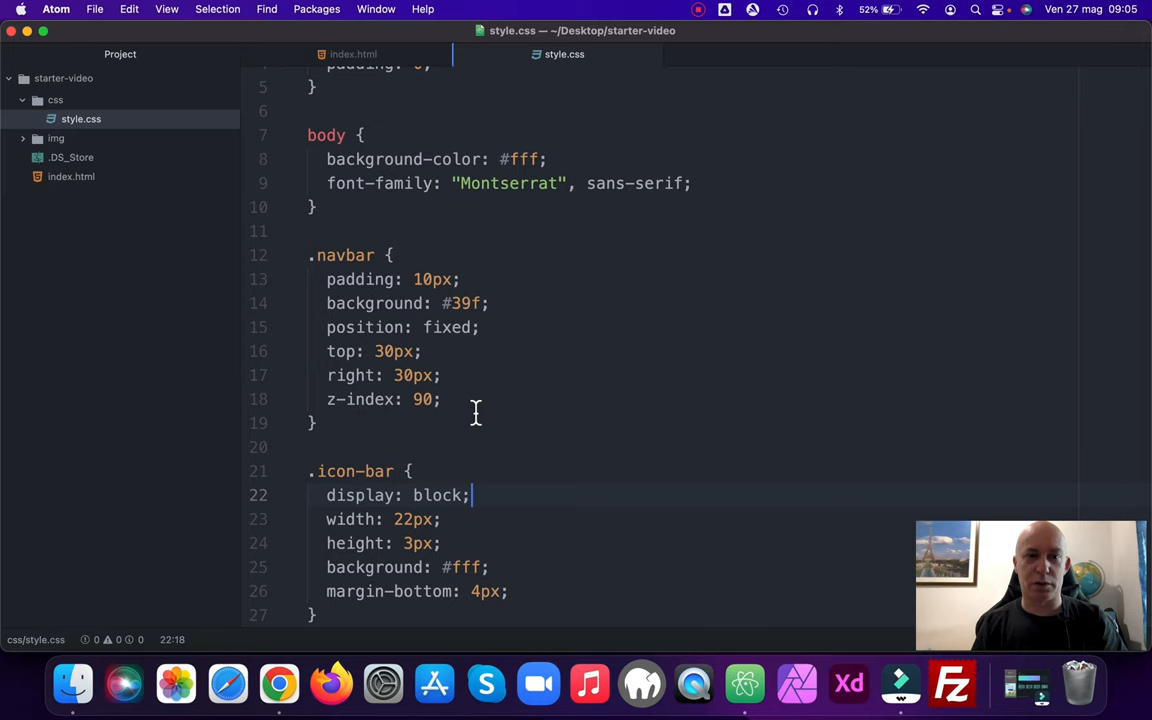 Atom File Edit View Selection Find Packages Window Help 52% Ven 27 mag 09:05
style.css — ~/Desktop/starter-video
Project
index.html
style.css
starter-video
css
style.css
img
.DS_Store
index.html
padding: 0;
5 }
6
7 body {
8 background-color: #fff;
9 font-family: "Montserrat", sans-serif;
10 }
11
12 .navbar {
13 padding: 10px;
14 background: #39f;
15 position: fixed;
16 top: 30px;
17 right: 30px;
18 z-index: 90;
19 }
20
21 .icon-bar {
22 display: block;
23 width: 22px;
24 height: 3px;
25 background: #fff;
26 margin-bottom: 4px;
27 }
css/style.css 0 0 0 22:18
Xd
Fz